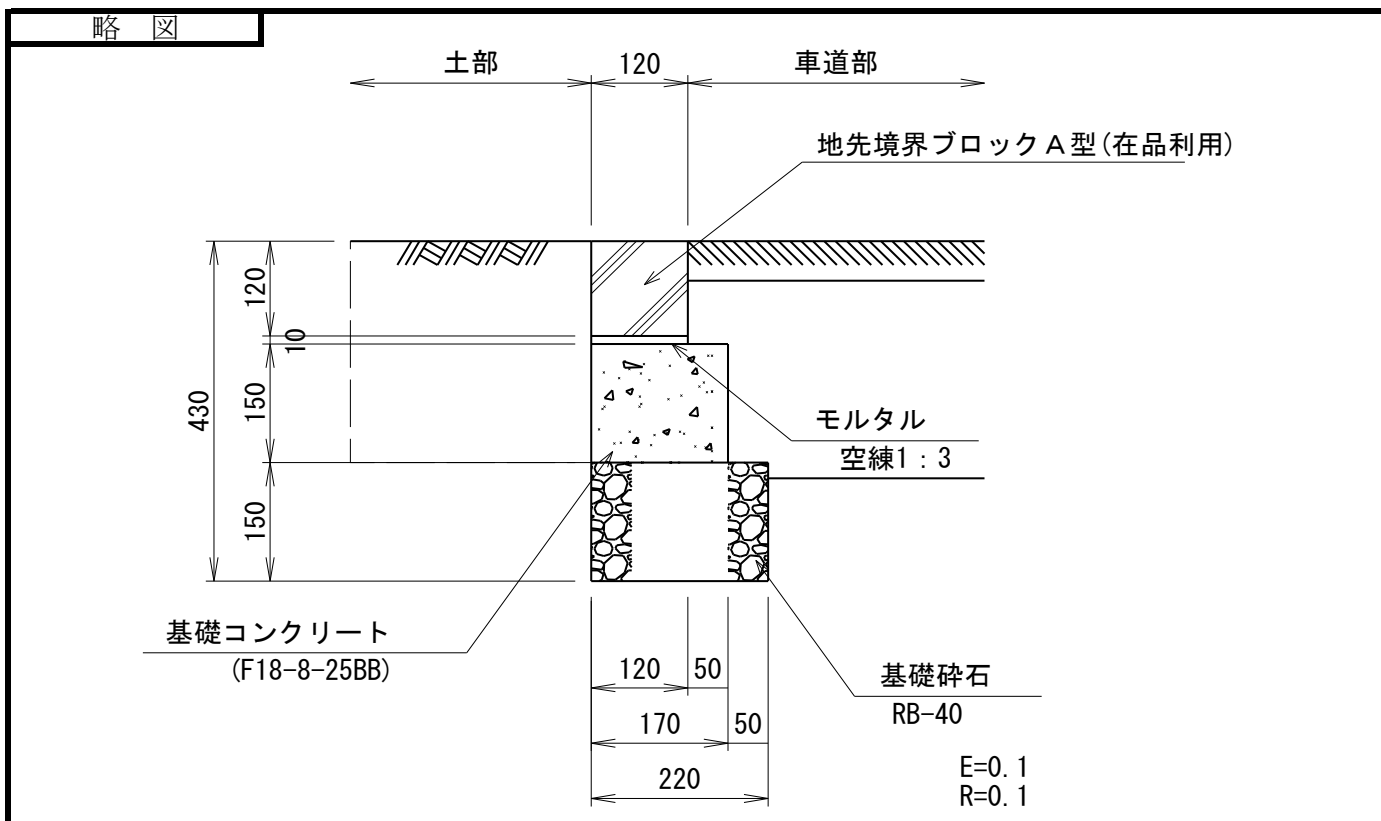 略 図
土部
120
車道部
地先境界ブロックA型(在品利用)
120
10
150
430
150
モルタル
空練1:3
基礎コンクリート
(F18-8-25BB)
120
50
基礎砕石
RB-40
170
50
220
E=0.1
R=0.1